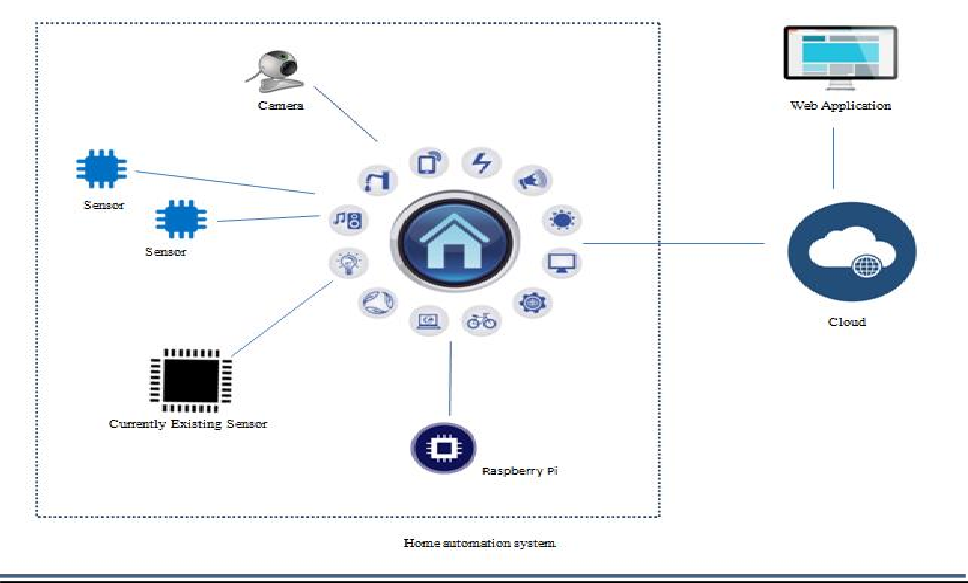 Camera
Web Application
Sensor
Sensor
Cloud
Currently Existing Sensor
Raspberry Pi
Home automation system